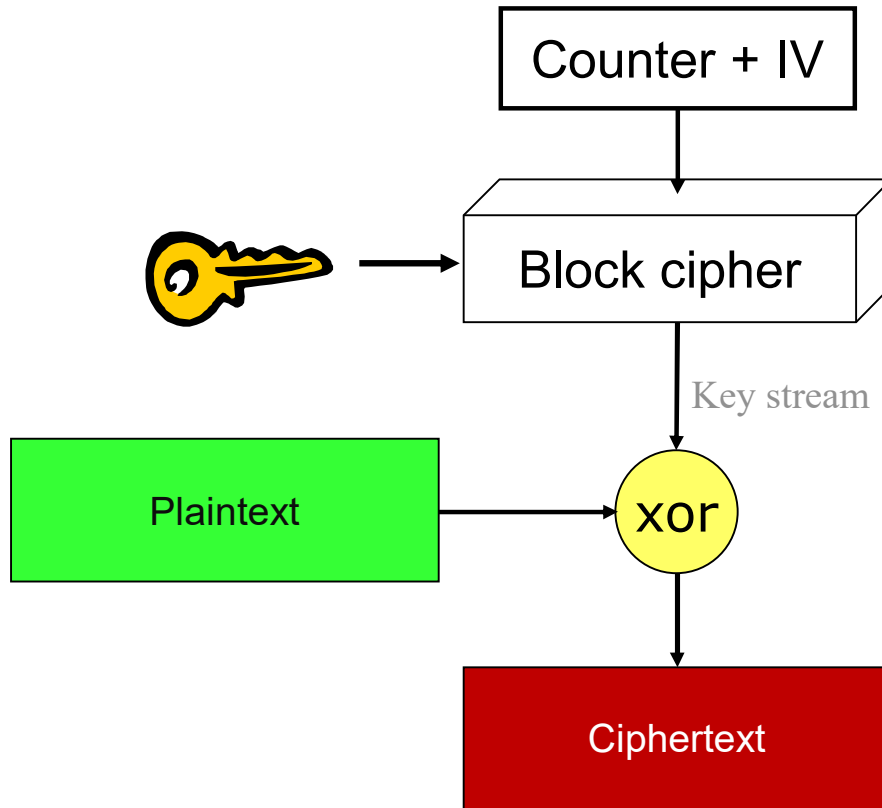 Counter + IV
Block cipher
Key stream
Plaintext
xor
Ciphertext